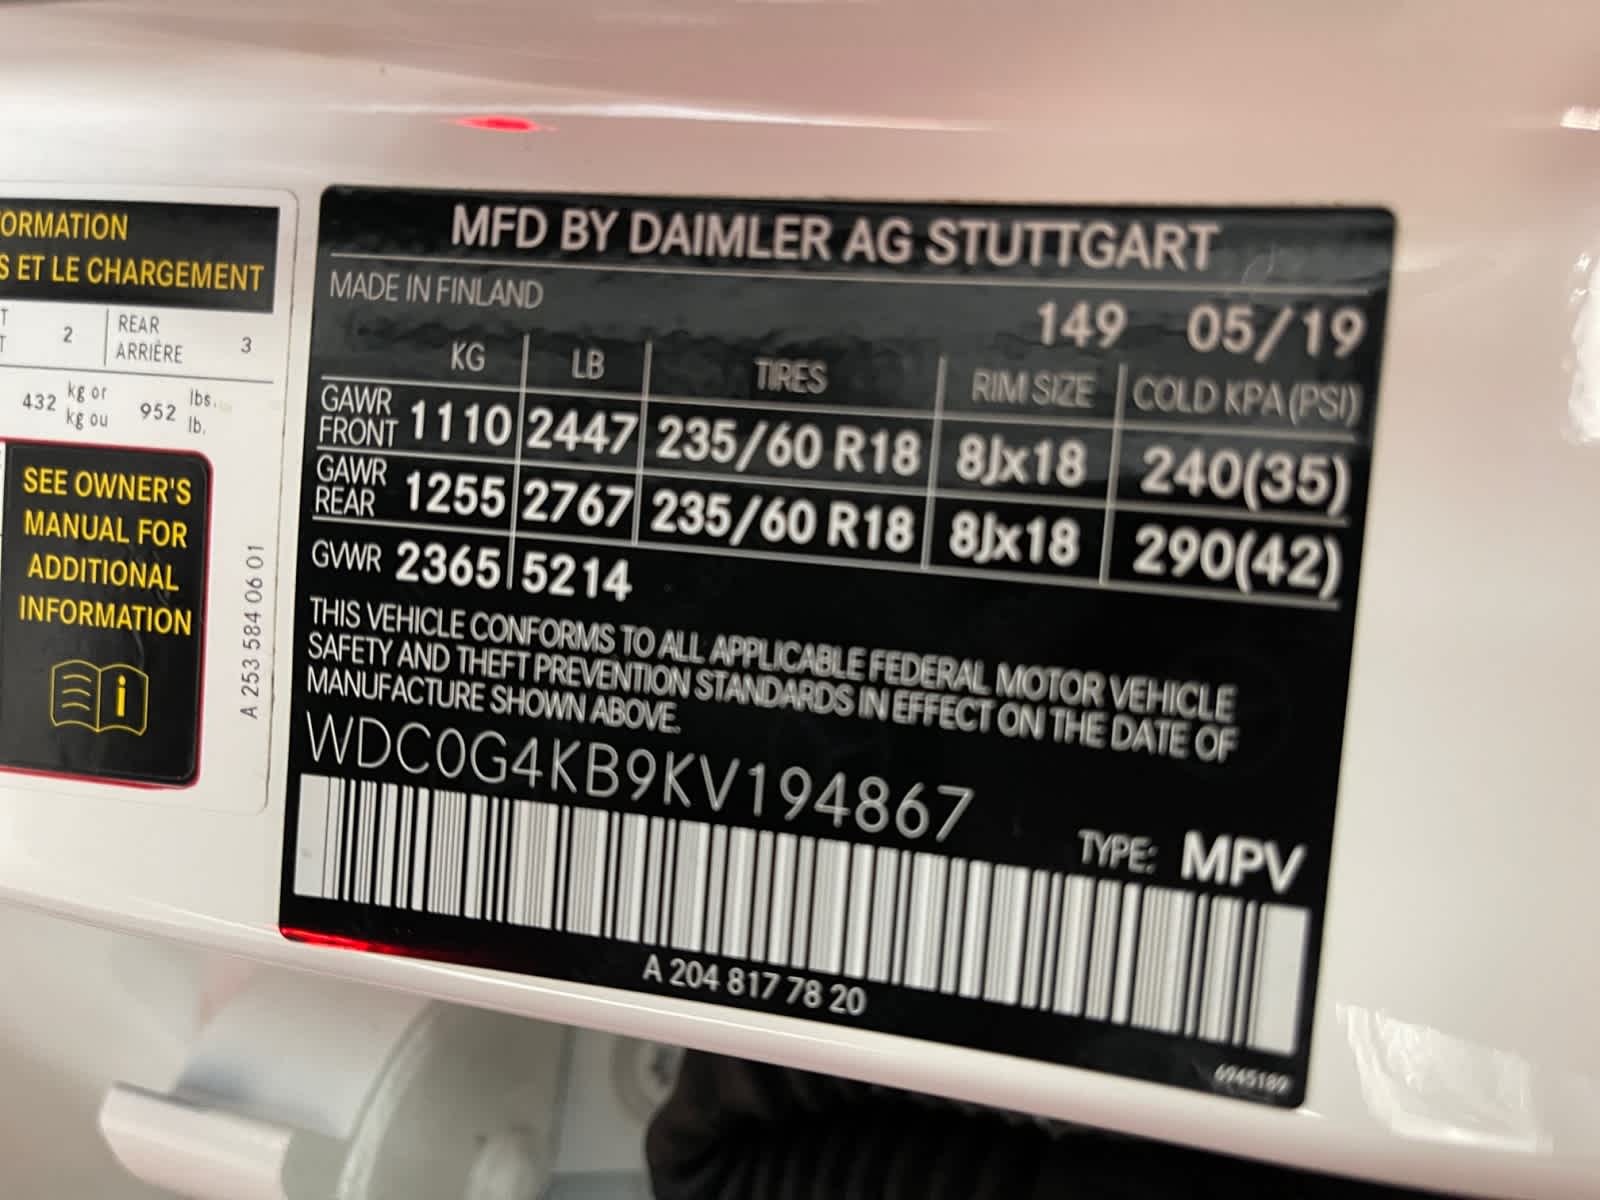 ORMATION
S ET LE CHARGEMENT
2 REAR 3
ARRIÈRE
432 kg or 952 lbs.
kg ou lb.
SEE OWNER'S
MANUAL FOR
ADDITIONAL
INFORMATION
i
A 253 584 06 01
MFD BY DAIMLER AG STUTTGART
MADE IN FINLAND
149 05/19
KG LB TIRES RIM SIZE COLD KPA (PSI)
GAWR FRONT 1110 2447 235/60 R18 8Jx18 240(35)
GAWR REAR 1255 2767 235/60 R18 8Jx18 290(42)
GVWR 2365 5214
THIS VEHICLE CONFORMS TO ALL APPLICABLE FEDERAL MOTOR VEHICLE
SAFETY AND THEFT PREVENTION STANDARDS IN EFFECT ON THE DATE OF
MANUFACTURE SHOWN ABOVE.
WDC0G4KB9KV194867
TYPE: MPV
A 204 817 78 20
6945189